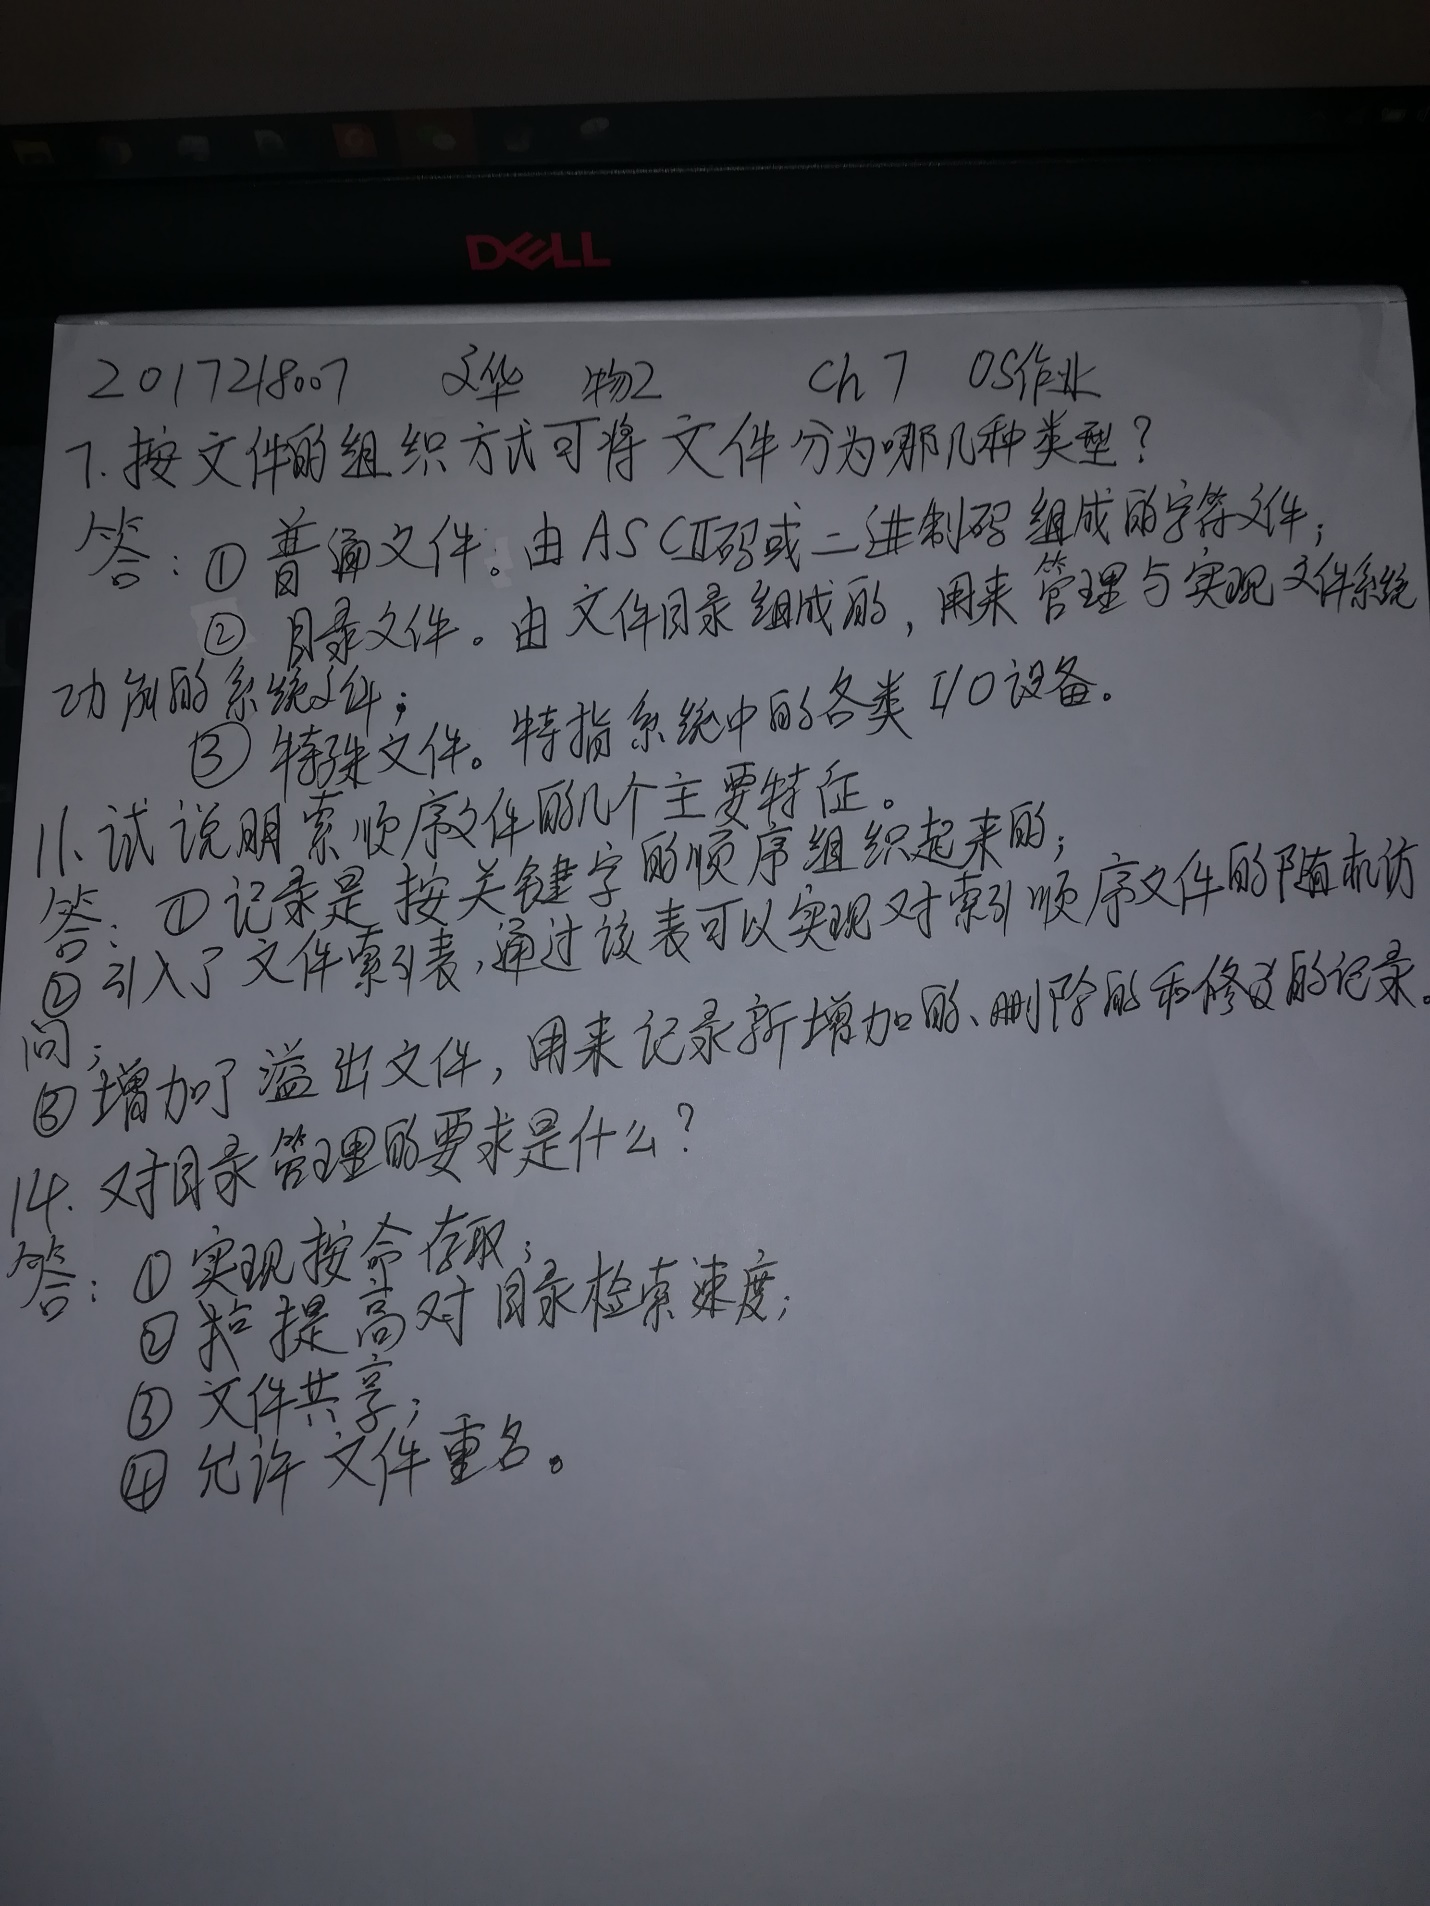 DELL
2017218007 文华 物2 Ch7 OS作业
7.按文件的组织方式可将文件分为哪几种类型?
答:①普通文件。由ASCII码或二进制码组成的字符文件;
②目录文件。由文件目录组成的,用来管理与实现文件系统
功能的系统文件;
③特殊文件。特指系统中的各类I/O设备。
11.试说明索顺序文件的几个主要特征。
答:①记录是按关键字的顺序组织起来的;
②引入了文件索引表,通过该表可以实现对索引顺序文件的随机访
问;
③增加了溢出文件,用来记录新增加的、删除的和修改的记录。
14.对目录管理的要求是什么?
答:①实现按命存取;
②提高对目录检索速度;
③文件共享;
④允许文件重名。